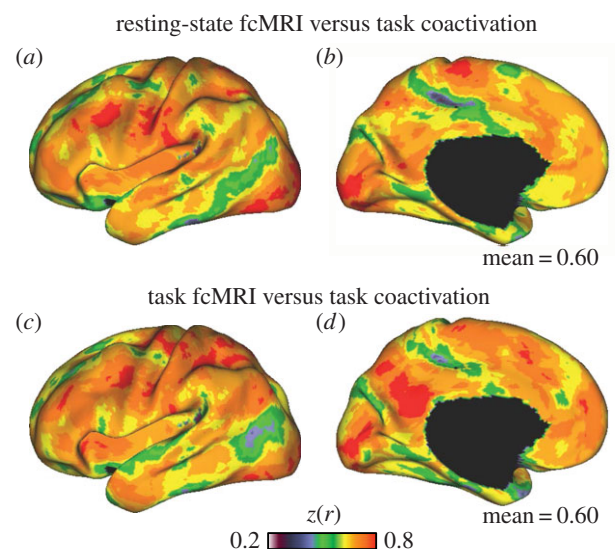 resting-state fcMRI versus task coactivation
(a)
(b)
mean = 0.60
task fcMRI versus task coactivation
(c)
(d)
z(r)
0.2 0.8
mean = 0.60